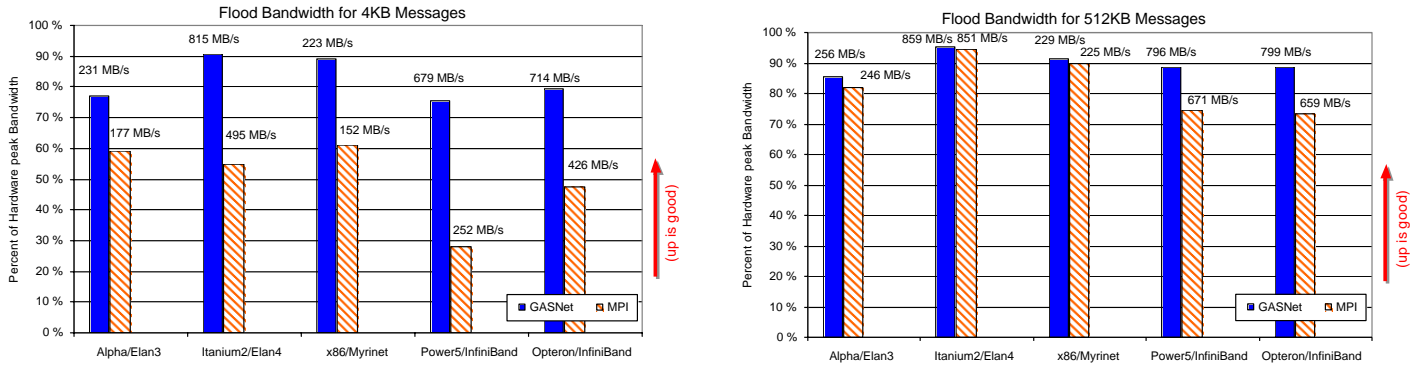 Flood Bandwidth for 4KB Messages
Percent of Hardware peak Bandwidth
100 %
90 %
80 %
70 %
60 %
50 %
40 %
30 %
20 %
10 %
0 %
231 MB/s
177 MB/s
815 MB/s
495 MB/s
223 MB/s
152 MB/s
679 MB/s
252 MB/s
714 MB/s
426 MB/s
GASNet MPI
Alpha/Elan3 Itanium2/Elan4 x86/Myrinet Power5/InfiniBand Opteron/InfiniBand
(up is good)
Flood Bandwidth for 512KB Messages
Percent of Hardware peak Bandwidth
100 %
90 %
80 %
70 %
60 %
50 %
40 %
30 %
20 %
10 %
0 %
256 MB/s
246 MB/s
859 MB/s
851 MB/s
229 MB/s
225 MB/s
796 MB/s
671 MB/s
799 MB/s
659 MB/s
GASNet MPI
Alpha/Elan3 Itanium2/Elan4 x86/Myrinet Power5/InfiniBand Opteron/InfiniBand
(up is good)